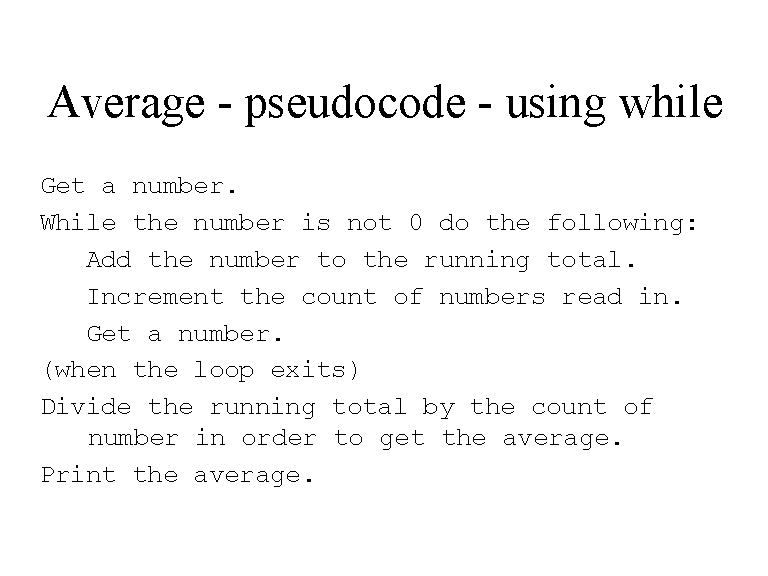 Average - pseudocode - using while
Get a number.
While the number is not 0 do the following:
Add the number to the running total.
Increment the count of numbers read in.
Get a number.
(when the loop exits)
Divide the running total by the count of
number in order to get the average.
Print the average.